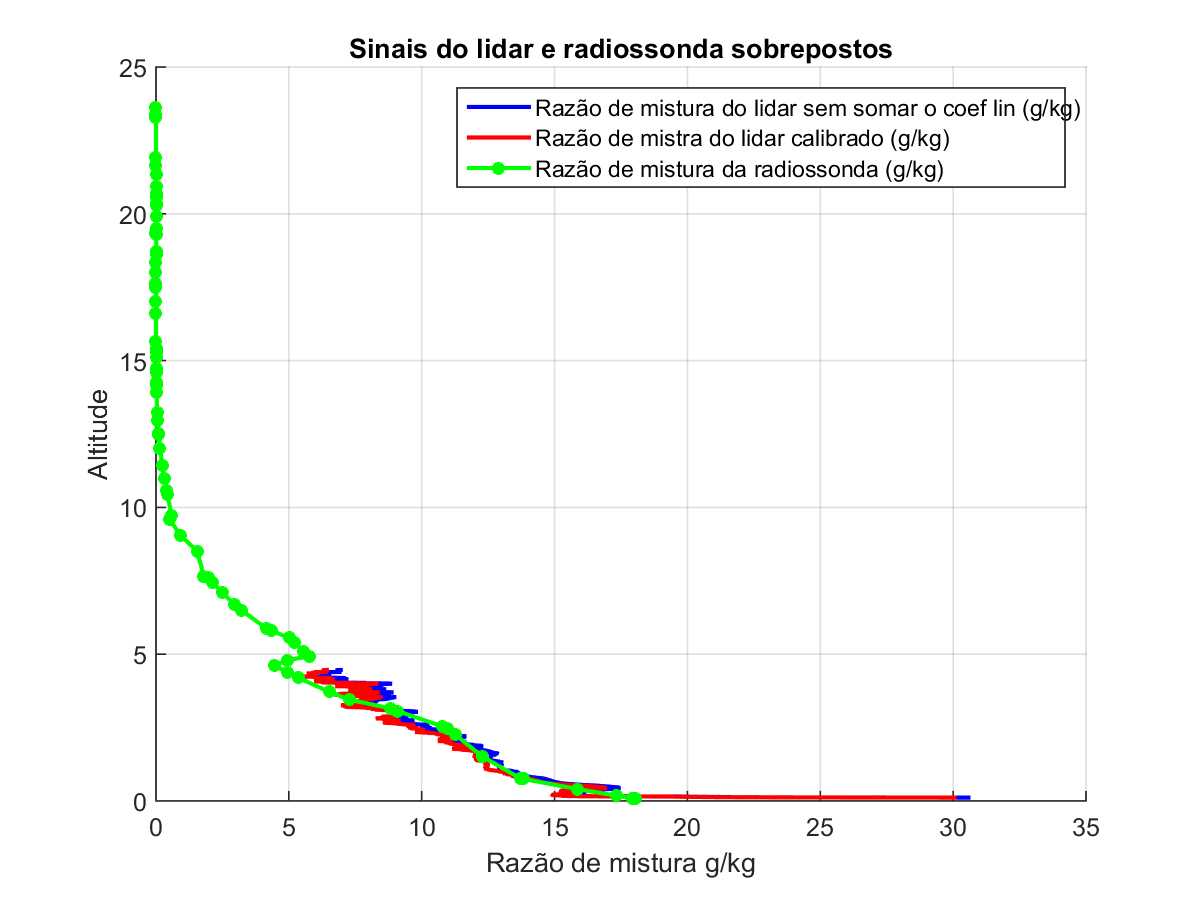 Sinais do lidar e radiossonda sobrepostos
25
Razão de mistura do lidar sem somar o coef lin (g/kg)
Razão de mistra do lidar calibrado (g/kg)
Razão de mistura da radiossonda (g/kg)
20
15
Altitude
10
5
0
0 5 10 15 20 25 30 35
Razão de mistura g/kg